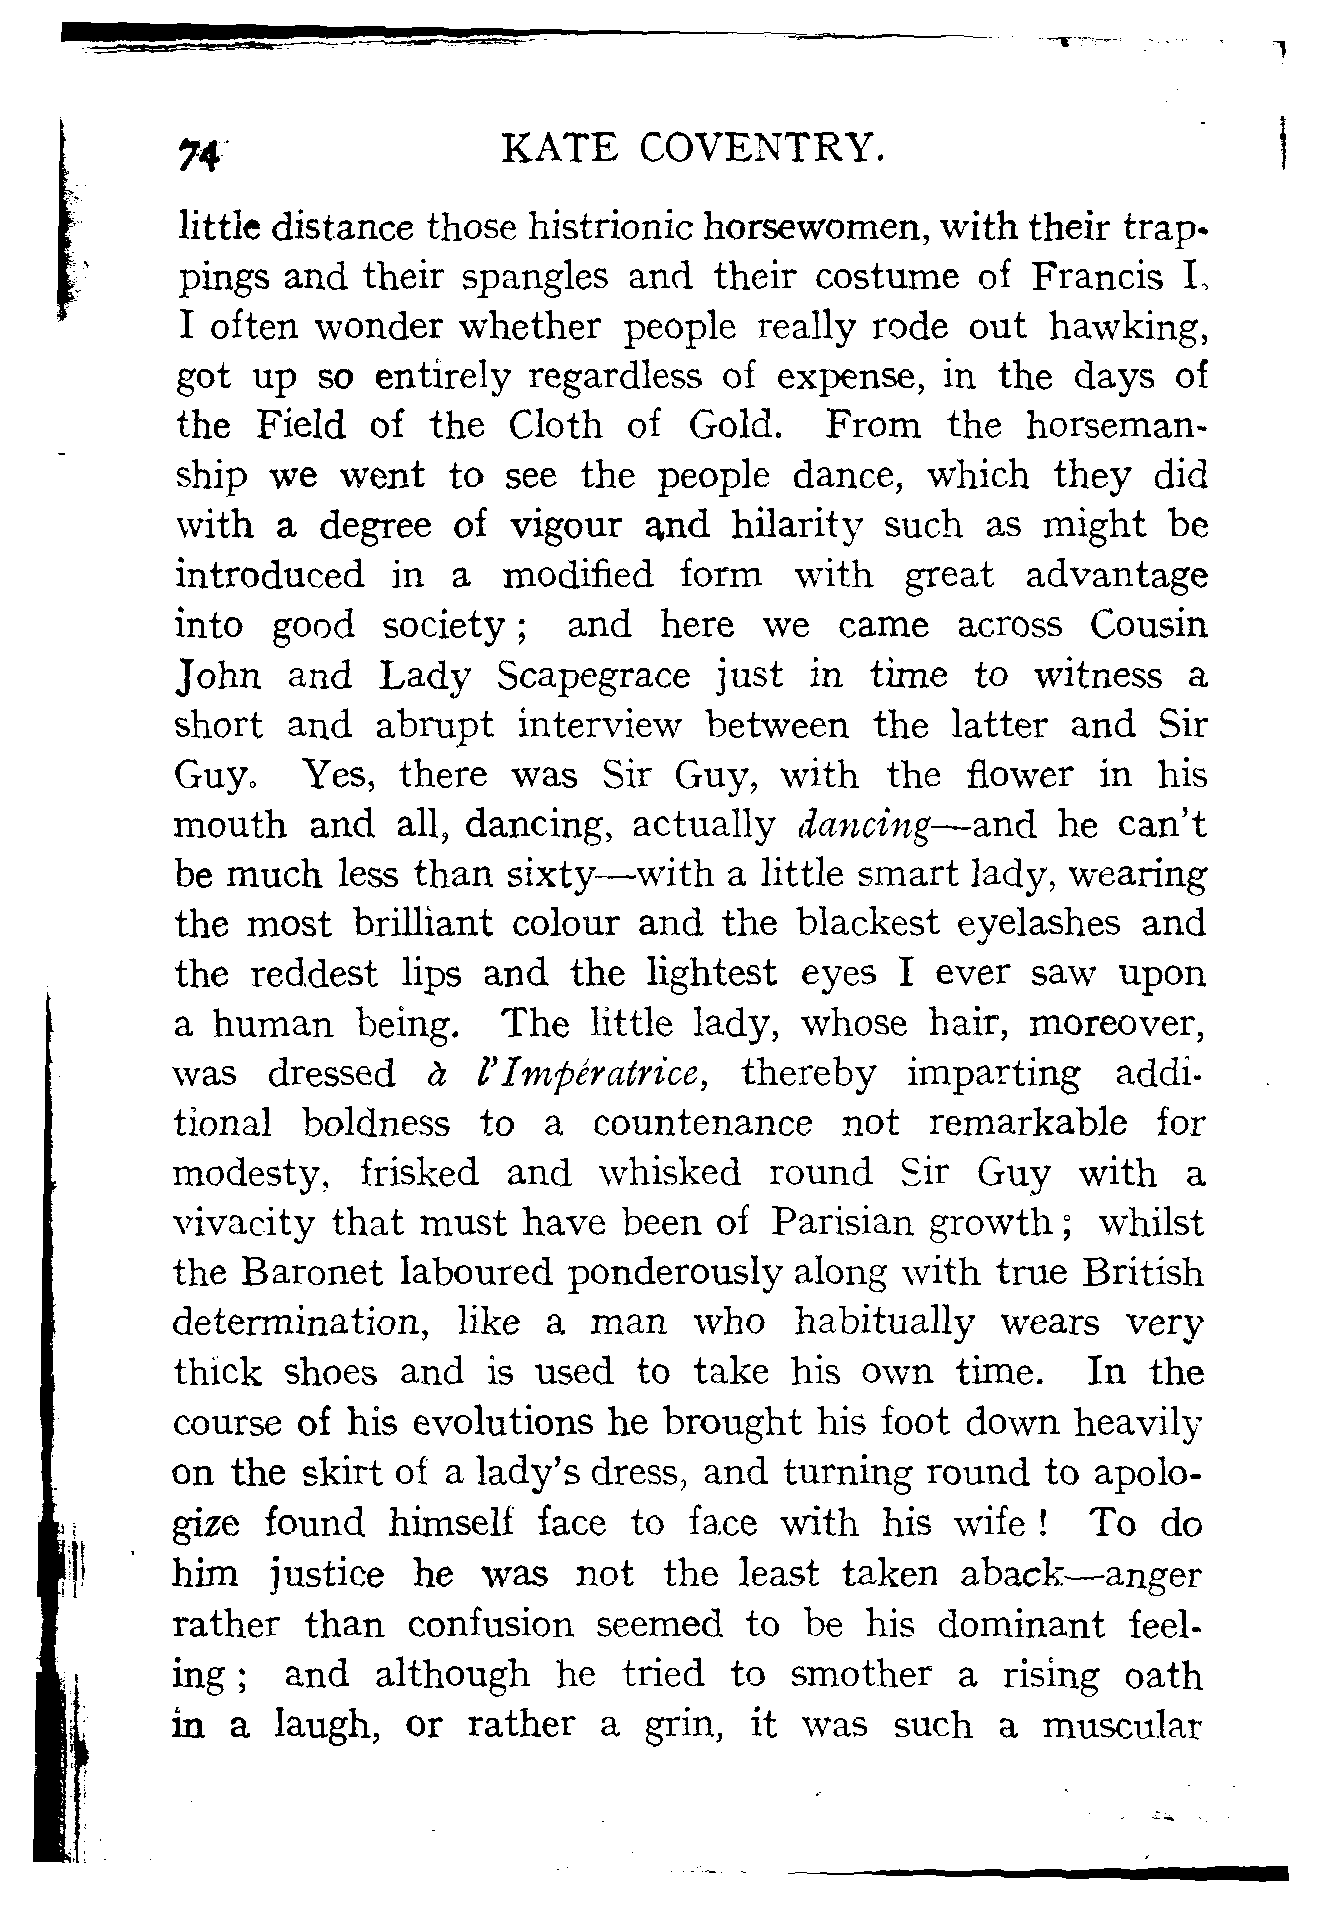 74 KATE COVENTRY.
little distance those histrionic horsewomen, with their trap-
pings and their spangles and their costume of Francis I.
I often wonder whether people really rode out hawking,
got up so entirely regardless of expense, in the days of
the Field of the Cloth of Gold. From the horseman-
ship we went to see the people dance, which they did
with a degree of vigour and hilarity such as might be
introduced in a modified form with great advantage
into good society ; and here we came across Cousin
John and Lady Scapegrace just in time to witness a
short and abrupt interview between the latter and Sir
Guy. Yes, there was Sir Guy, with the flower in his
mouth and all, dancing, actually dancing—and he can't
be much less than sixty—with a little smart lady, wearing
the most brilliant colour and the blackest eyelashes and
the reddest lips and the lightest eyes I ever saw upon
a human being. The little lady, whose hair, moreover,
was dressed à l'Impératrice, thereby imparting addi-
tional boldness to a countenance not remarkable for
modesty, frisked and whisked round Sir Guy with a
vivacity that must have been of Parisian growth ; whilst
the Baronet laboured ponderously along with true British
determination, like a man who habitually wears very
thick shoes and is used to take his own time. In the
course of his evolutions he brought his foot down heavily
on the skirt of a lady's dress, and turning round to apolo-
gize found himself face to face with his wife ! To do
him justice he was not the least taken aback—anger
rather than confusion seemed to be his dominant feel-
ing ; and although he tried to smother a rising oath
in a laugh, or rather a grin, it was such a muscular